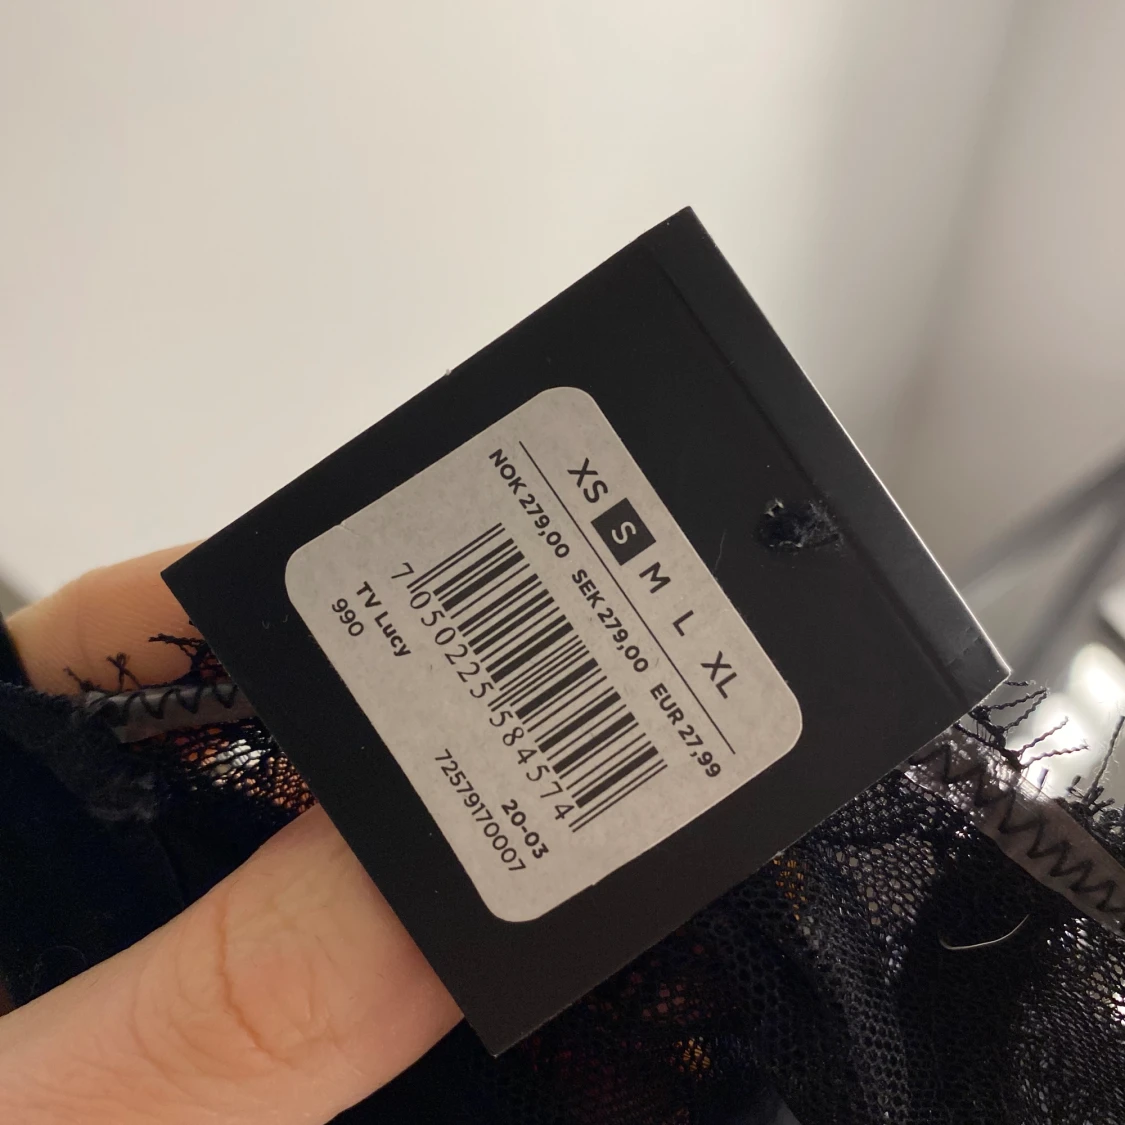 XS S M L XL
NOK 279,00 SEK 279,00 EUR 27,99
7 050225 584574
TV Lucy 20-03
990 72579170007